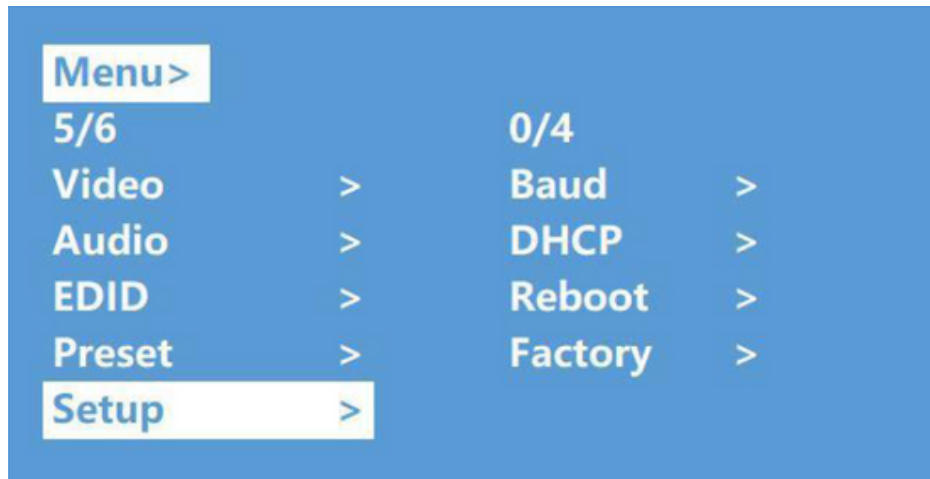 Menu>
5/6 0/4
Video > Baud >
Audio > DHCP >
EDID > Reboot >
Preset > Factory >
Setup >